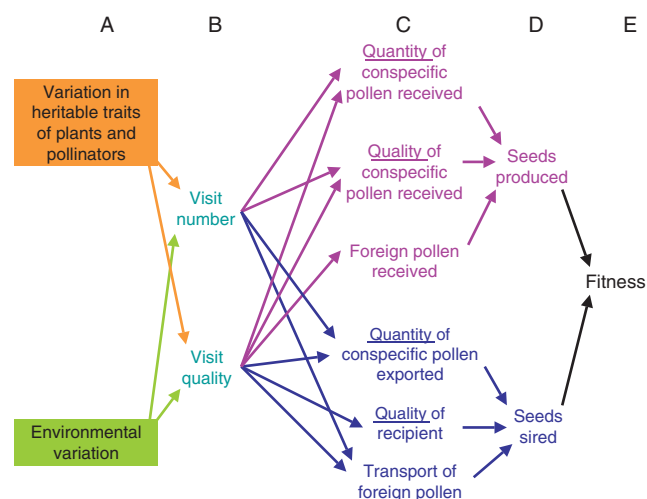 A B C D E
Variation in
heritable traits
of plants and
pollinators
Environmental
variation
Visit
number
Visit
quality
Quantity of
conspecific
pollen received
Quality of
conspecific
pollen received
Foreign pollen
received
Quantity of
conspecific pollen
exported
Quality of
recipient
Transport of
foreign pollen
Seeds
produced
Seeds
sired
Fitness